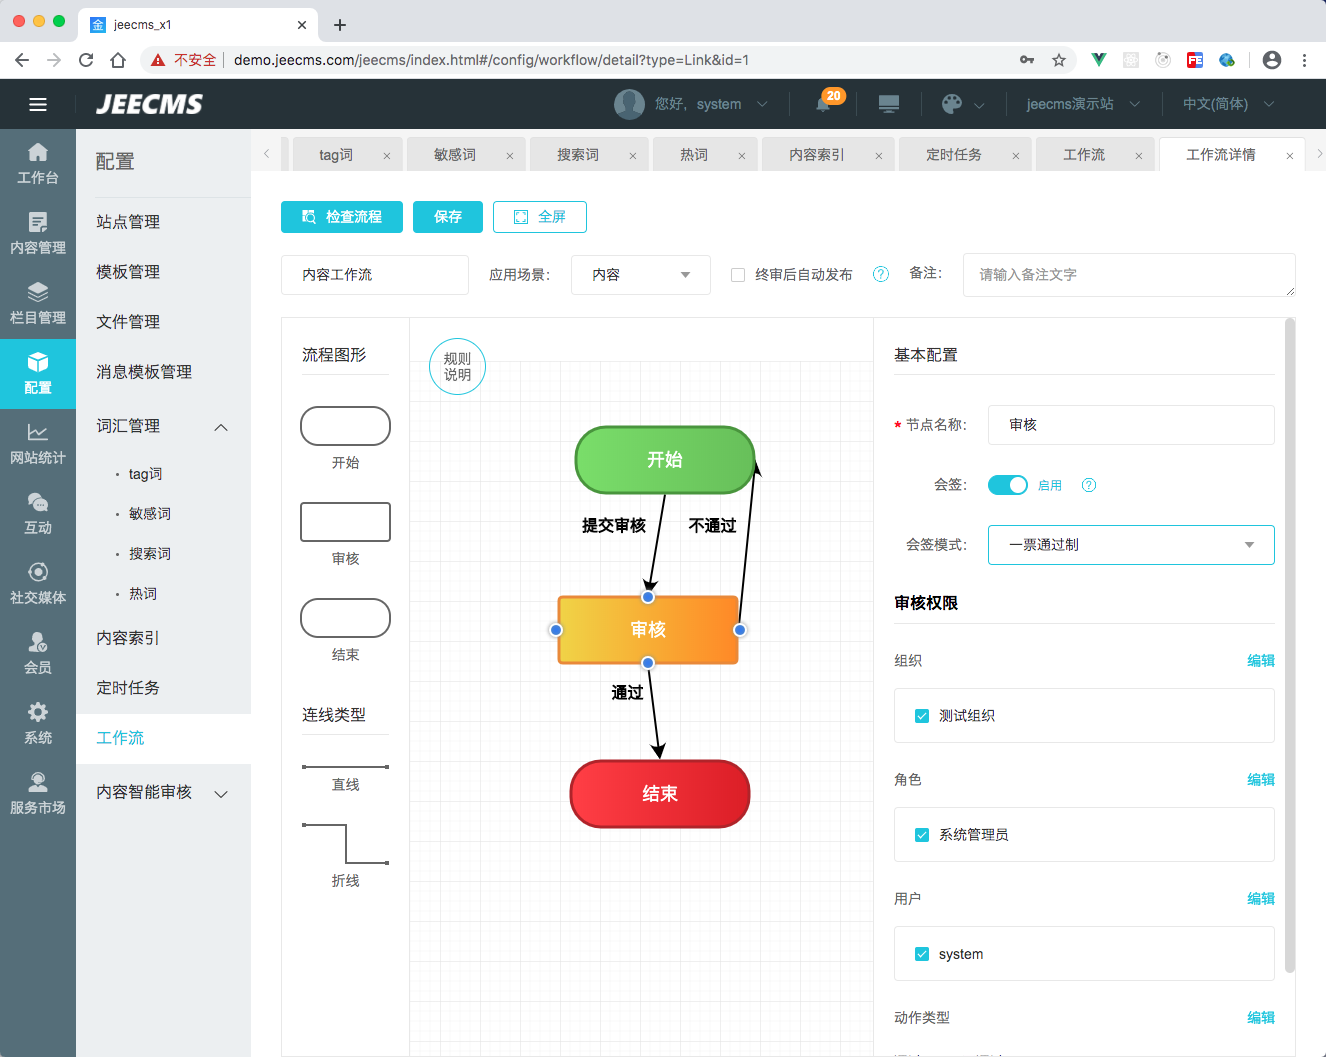 金 jeecms_x1
不安全 demo.jeecms.com/jeecms/index.html#/config/workflow/detail?type=Link&id=1
FE
JEECMS
您好，system
20
jeecms演示站
中文(简体)
工作台
内容管理
栏目管理
配置
网站统计
互动
社交媒体
会员
系统
服务市场
配置
站点管理
模板管理
文件管理
消息模板管理
词汇管理
tag词
敏感词
搜索词
热词
内容索引
定时任务
工作流
内容智能审核
tag词
敏感词
搜索词
热词
内容索引
定时任务
工作流
工作流详情
检查流程
保存
全屏
内容工作流
应用场景：
内容
终审后自动发布
?
备注：
请输入备注文字
流程图形
开始
审核
结束
连线类型
直线
折线
规则
说明
开始
提交审核
不通过
审核
通过
结束
基本配置
* 节点名称：
审核
会签：
启用
?
会签模式：
一票通过制
审核权限
组织
编辑
测试组织
角色
编辑
系统管理员
用户
编辑
system
动作类型
编辑